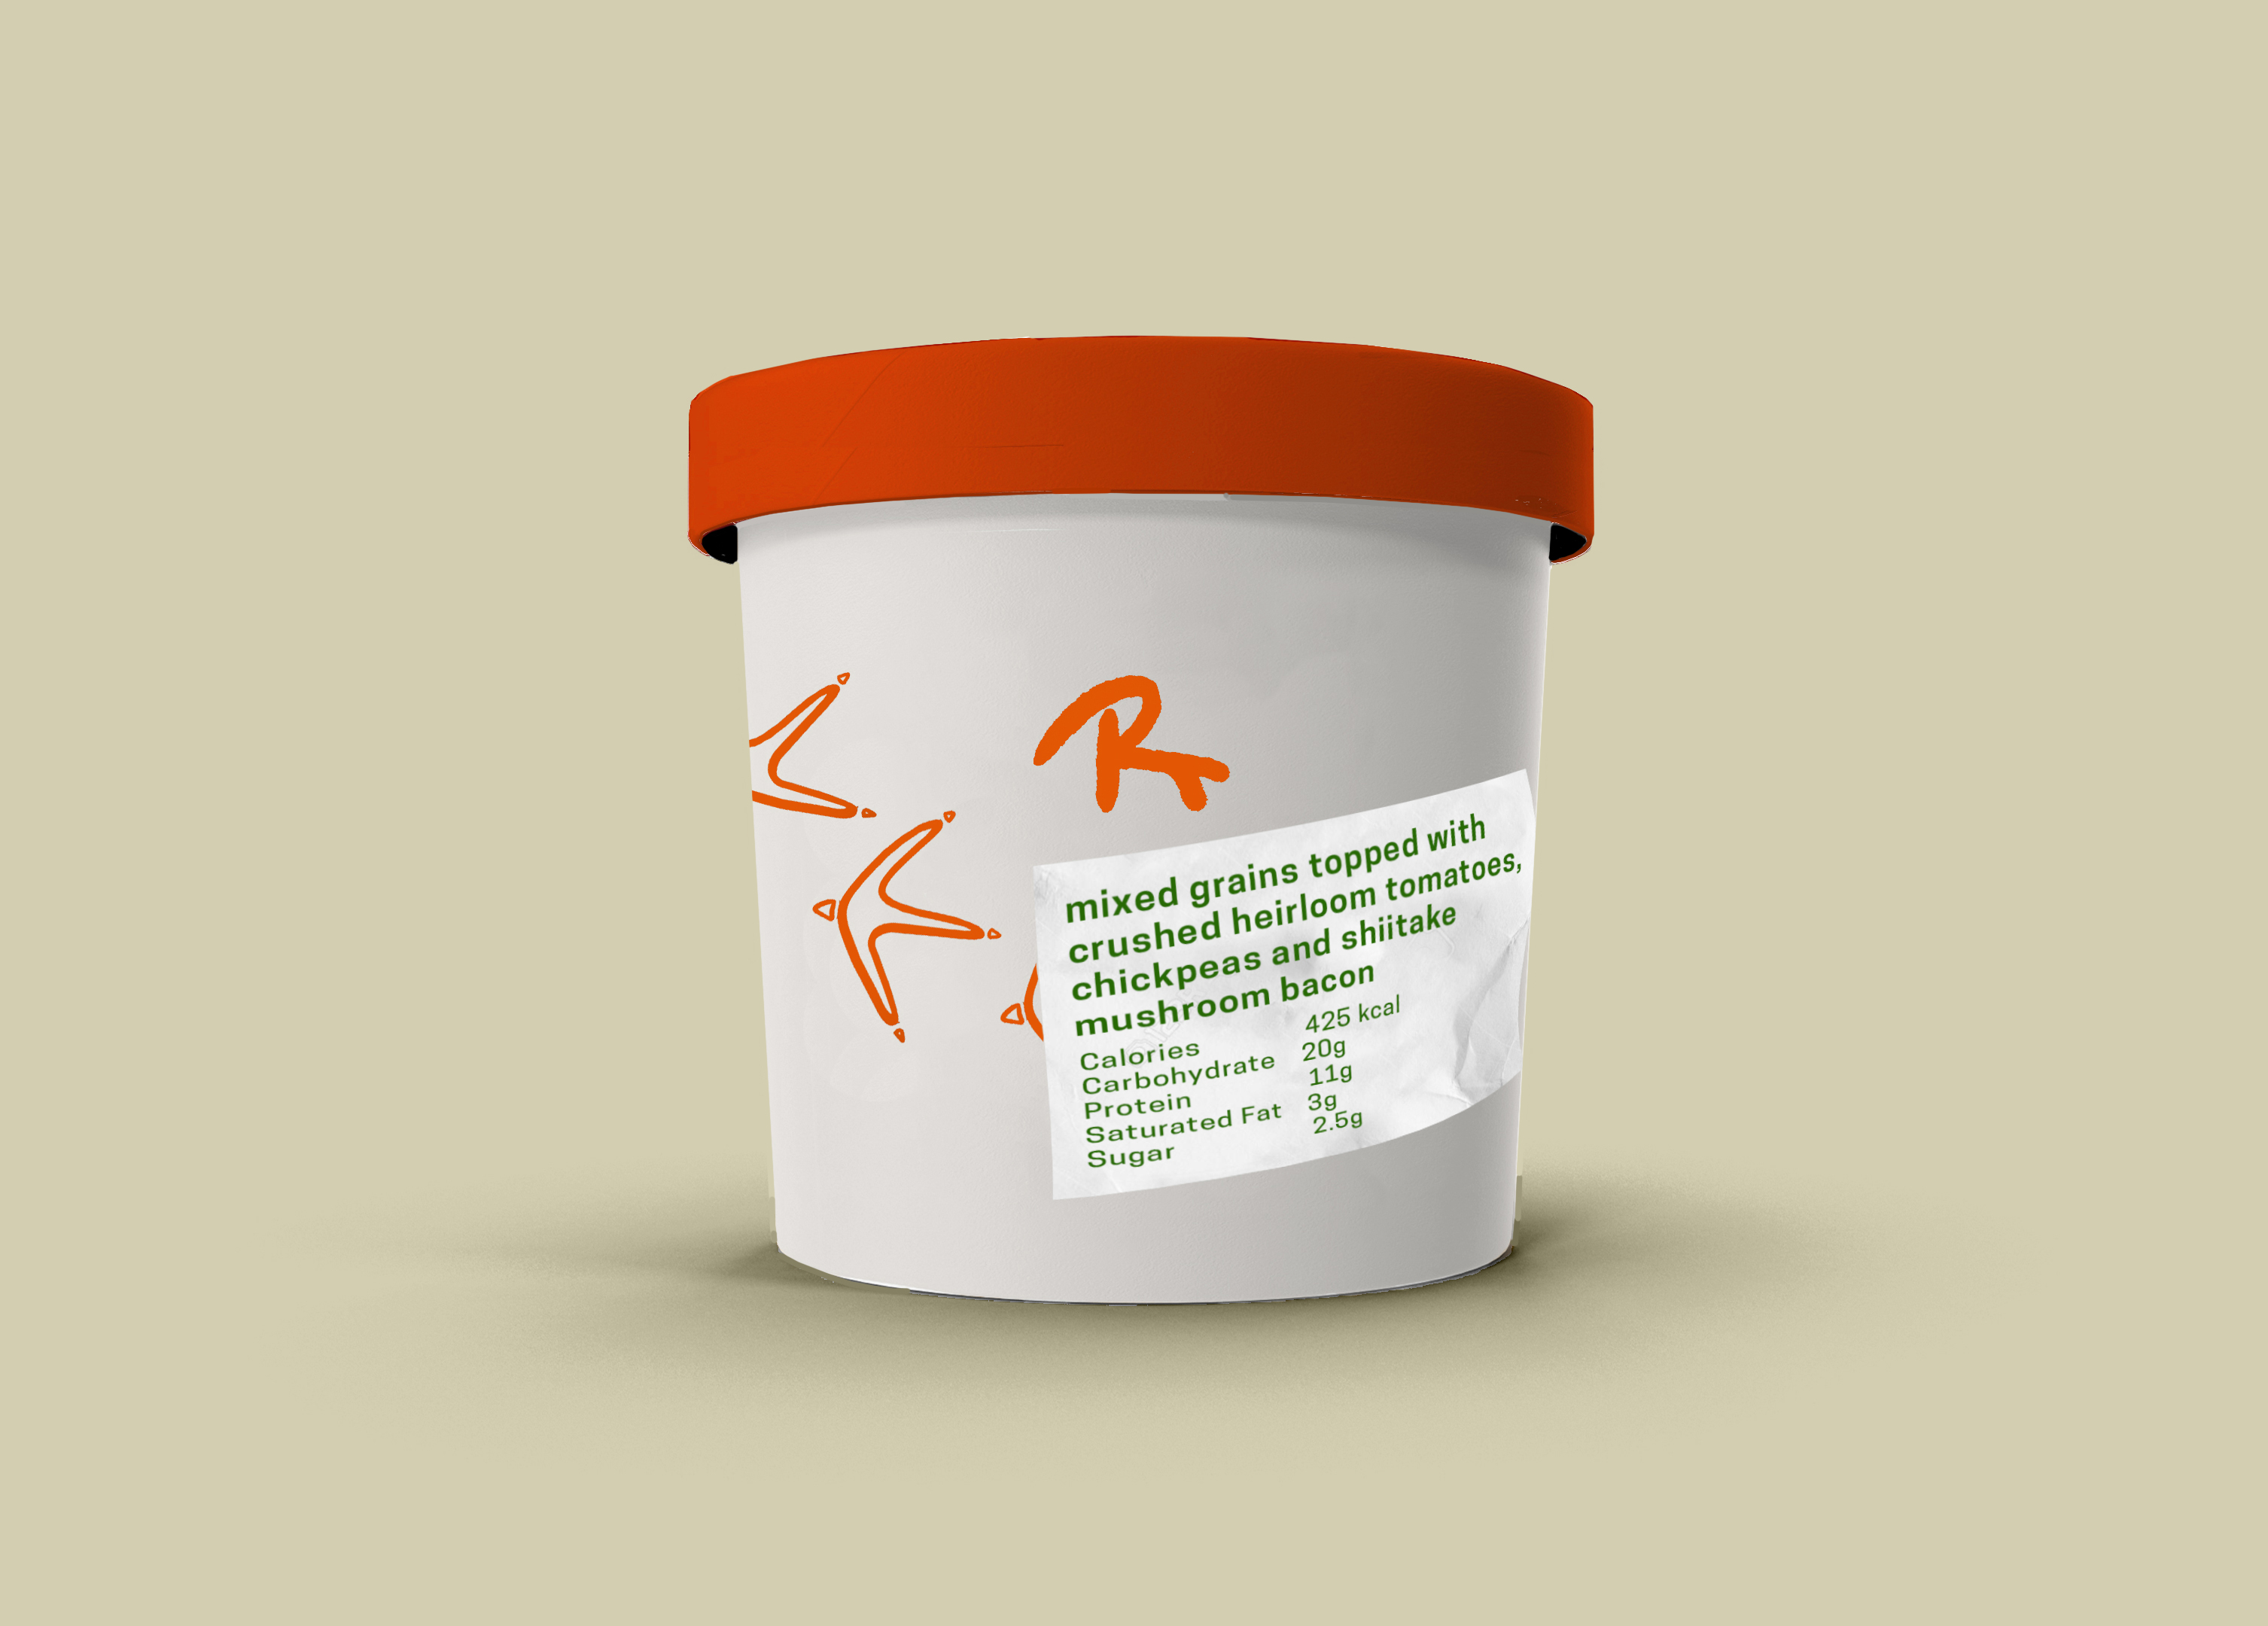 R
mixed grains topped with
crushed heirloom tomatoes,
chickpeas and shiitake
mushroom bacon
Calories 425 kcal
Carbohydrate 20g
Protein 11g
Saturated Fat 3g
Sugar 2.5g